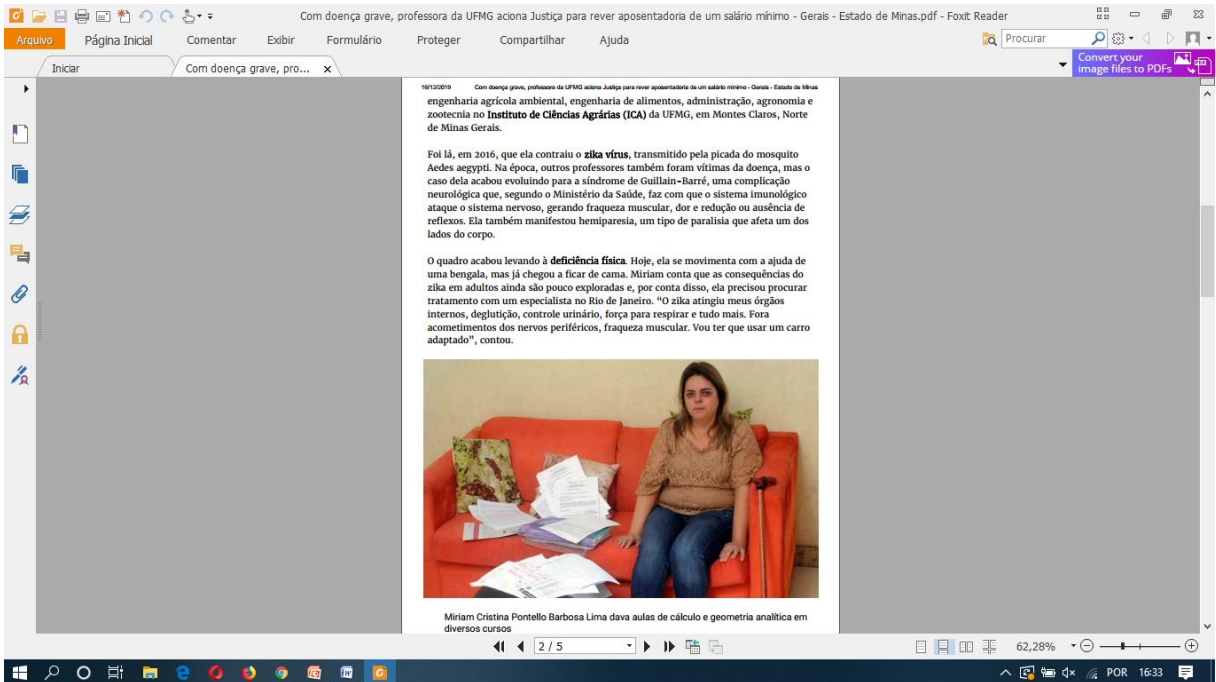 Com doença grave, professora da UFMG aciona Justiça para rever aposentadoria de um salário mínimo - Gerais - Estado de Minas.pdf - Foxit Reader
Arquivo Página Inicial Comentar Exibir Formulário Proteger Compartilhar Ajuda
Procurar
Convert your
image files to PDFs
Iniciar
Com doença grave, pro...
16/12/2019 Com doença grave, professora da UFMG aciona Justiça para rever aposentadoria de um salário mínimo - Gerais - Estado de Minas
engenharia agrícola ambiental, engenharia de alimentos, administração, agronomia e
zootecnia no Instituto de Ciências Agrárias (ICA) da UFMG, em Montes Claros, Norte
de Minas Gerais.
Foi lá, em 2016, que ela contraiu o zika vírus, transmitido pela picada do mosquito
Aedes aegypti. Na época, outros professores também foram vítimas da doença, mas o
caso dela acabou evoluindo para a síndrome de Guillain-Barré, uma complicação
neurológica que, segundo o Ministério da Saúde, faz com que o sistema imunológico
ataque o sistema nervoso, gerando fraqueza muscular, dor e redução ou ausência de
reflexos. Ela também manifestou hemiparesia, um tipo de paralisia que afeta um dos
lados do corpo.
O quadro acabou levando à deficiência física. Hoje, ela se movimenta com a ajuda de
uma bengala, mas já chegou a ficar de cama. Miriam conta que as consequências do
zika em adultos ainda são pouco exploradas e, por conta disso, ela precisou procurar
tratamento com um especialista no Rio de Janeiro. “O zika atingiu meus órgãos
internos, deglutição, controle urinário, força para respirar e tudo mais. Fora
acometimentos dos nervos periféricos, fraqueza muscular. Vou ter que usar um carro
adaptado”, contou.
Miriam Cristina Pontello Barbosa Lima dava aulas de cálculo e geometria analítica em
diversos cursos
2 / 5
62,28%
POR 16:33